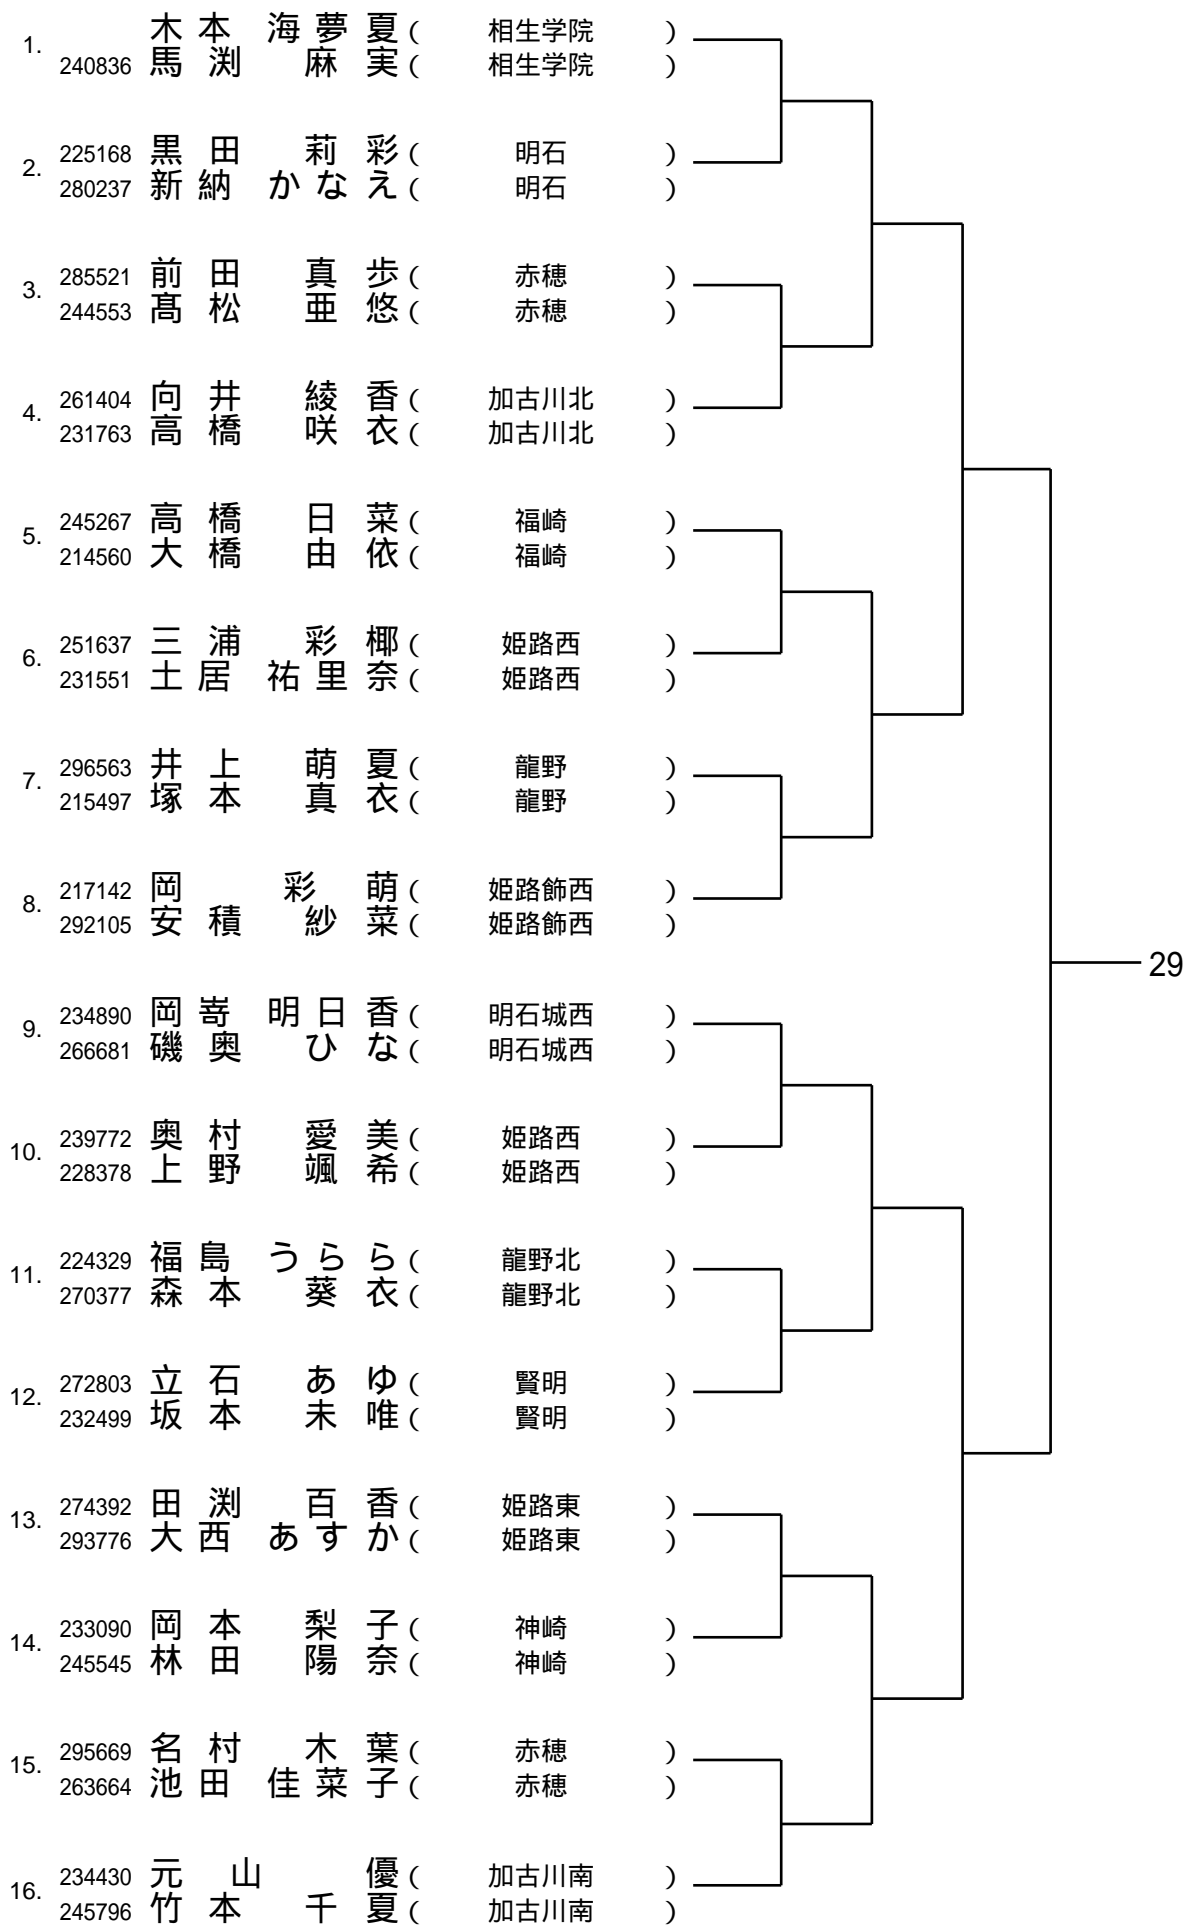 1. 木本 海夢夏 ( 相生学院 )
240836 馬渕 麻実 ( 相生学院 )
2. 225168 黒田 莉彩 ( 明石 )
280237 新納 かなえ ( 明石 )
3. 285521 前田 真歩 ( 赤穂 )
244553 髙松 亜悠 ( 赤穂 )
4. 261404 向井 綾香 ( 加古川北 )
231763 高橋 咲衣 ( 加古川北 )
5. 245267 高橋 日菜 ( 福崎 )
214560 大橋 由依 ( 福崎 )
6. 251637 三浦 彩椰 ( 姫路西 )
231551 土居 祐里奈 ( 姫路西 )
7. 296563 井上 萌夏 ( 龍野 )
215497 塚本 真衣 ( 龍野 )
8. 217142 岡 彩萌 ( 姫路飾西 )
292105 安積 紗菜 ( 姫路飾西 )
29
9. 234890 岡嵜 明日香 ( 明石城西 )
266681 磯奥 ひな ( 明石城西 )
10. 239772 奥村 愛美 ( 姫路西 )
228378 上野 颯希 ( 姫路西 )
11. 224329 福島 うらら ( 龍野北 )
270377 森本 葵衣 ( 龍野北 )
12. 272803 立石 あゆ ( 賢明 )
232499 坂本 未唯 ( 賢明 )
13. 274392 田渕 百香 ( 姫路東 )
293776 大西 あすか ( 姫路東 )
14. 233090 岡本 梨子 ( 神崎 )
245545 林田 陽奈 ( 神崎 )
15. 295669 名村 木葉 ( 赤穂 )
263664 池田 佳菜子 ( 赤穂 )
16. 234430 元山 優 ( 加古川南 )
245796 竹本 千夏 ( 加古川南 )